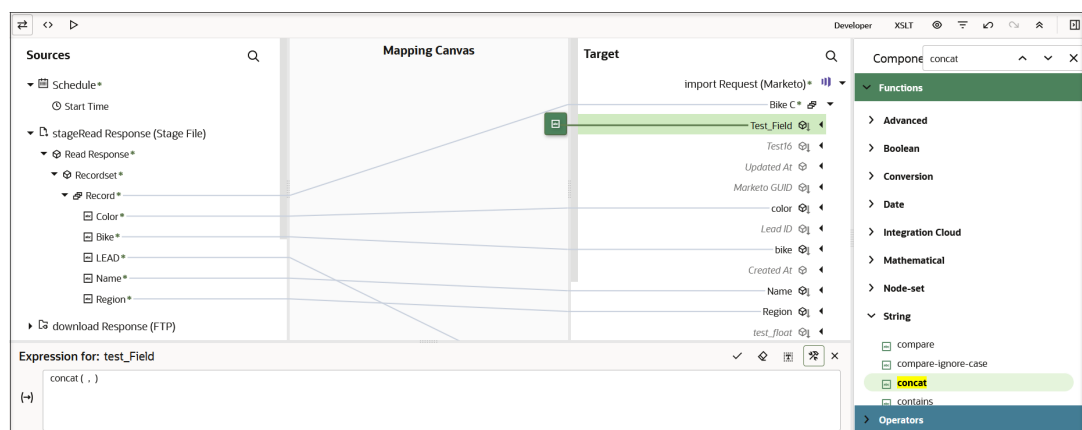 Developer XSLT
Sources
Schedule*
Start Time
stageRead Response (Stage File)
Read Response*
Recordset*
Record*
Color*
Bike*
LEAD*
Name*
Region*
download Response (FTP)
Mapping Canvas
Target
import Request (Marketo)*
Bike C*
Test_Field
Test16
Updated At
Marketo GUID
color
Lead ID
bike
Created At
Name
Region
test_float
Compone concat
Functions
Advanced
Boolean
Conversion
Date
Integration Cloud
Mathematical
Node-set
String
compare
compare-ignore-case
concat
contains
Operators
Expression for: test_Field
concat ( , )